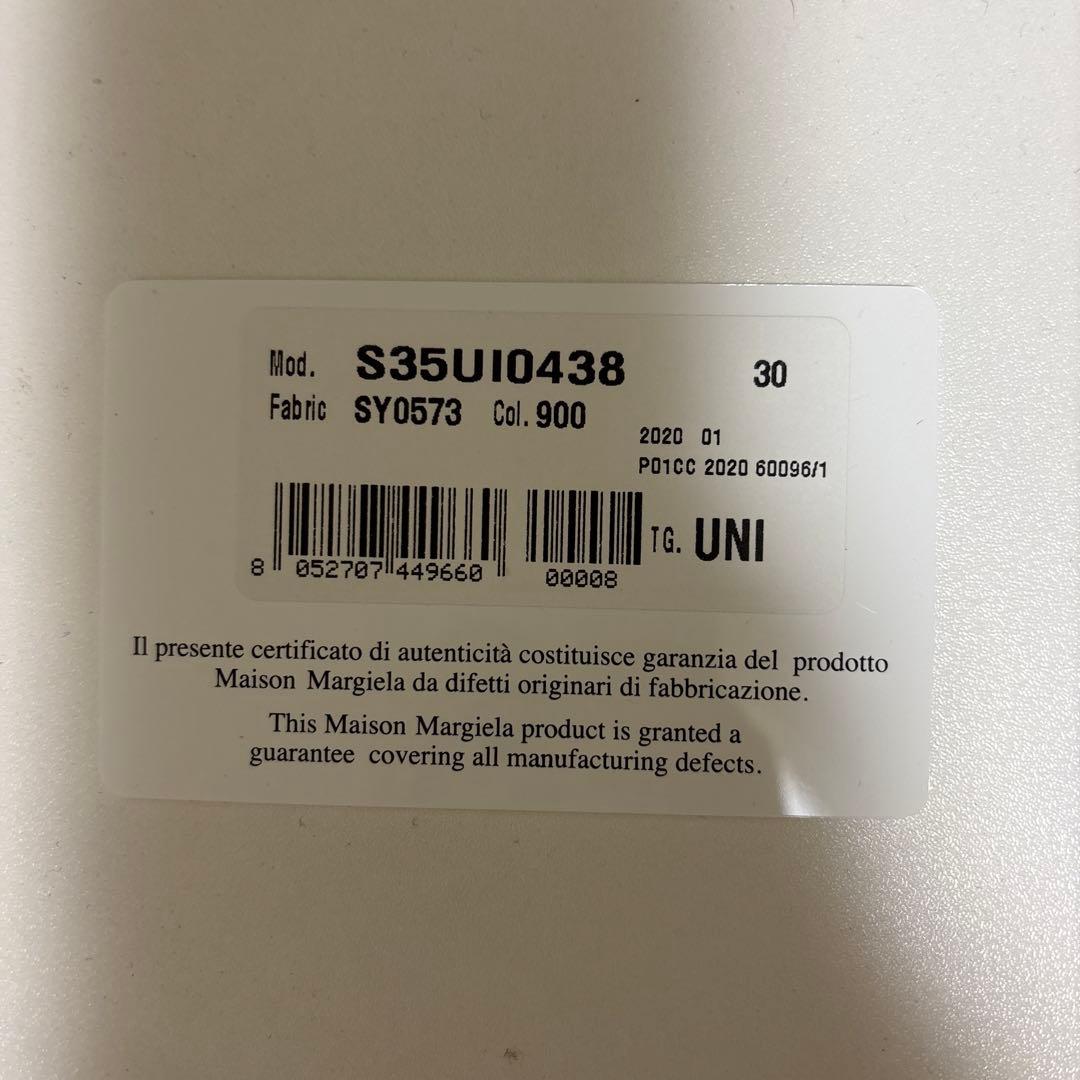 Mod. S35UI0438 30
Fabric SY0573 Col. 900
2020 01
P01CC 2020 60096/1
TG. UNI
8 052707 449660 00008
Il presente certificato di autenticità costituisce garanzia del prodotto
Maison Margiela da difetti originari di fabbricazione.
This Maison Margiela product is granted a
guarantee covering all manufacturing defects.